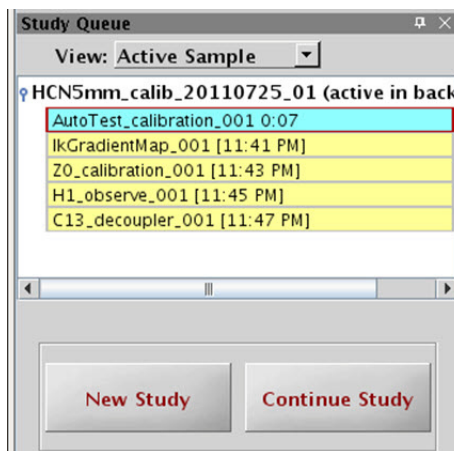 Study Queue
View: Active Sample
HCN5mm_calib_20110725_01 (active in back
AutoTest_calibration_001 0:07
lkGradientMap_001 [11:41 PM]
Z0_calibration_001 [11:43 PM]
H1_observe_001 [11:45 PM]
C13_decoupler_001 [11:47 PM]
New Study
Continue Study